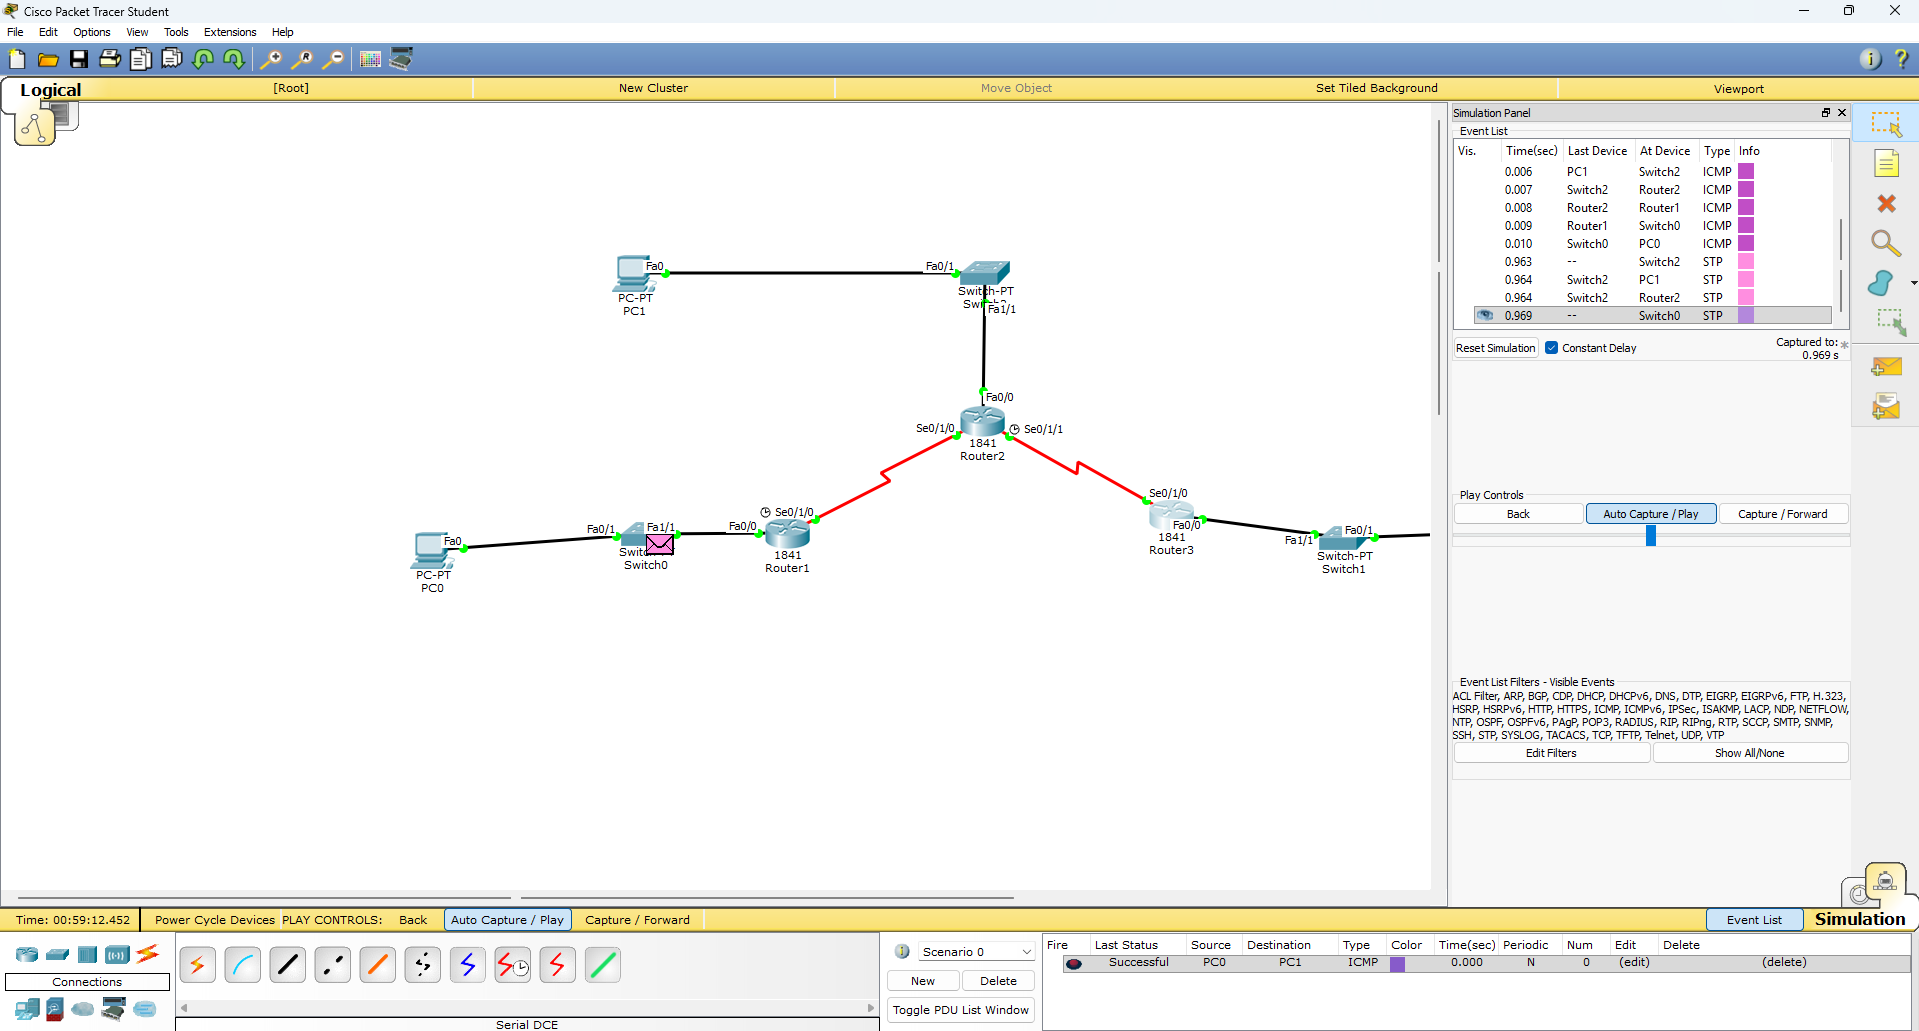 Cisco Packet Tracer Student
File Edit Options View Tools Extensions Help
Logical [Root] New Cluster Move Object Set Tiled Background Viewport
Simulation Panel
Event List
Vis. Time(sec) Last Device At Device Type Info
0.006 PC1 Switch2 ICMP
0.007 Switch2 Router2 ICMP
0.008 Router2 Router1 ICMP
0.009 Router1 Switch0 ICMP
0.010 Switch0 PC0 ICMP
0.963 -- Switch2 STP
0.964 Switch2 PC1 STP
0.964 Switch2 Router2 STP
0.969 -- Switch0 STP
Reset Simulation Constant Delay Captured to: *
0.969 s
Play Controls
Back Auto Capture / Play Capture / Forward
Event List Filters - Visible Events
ACL Filter, ARP, BGP, CDP, DHCP, DHCPv6, DNS, DTP, EIGRP, EIGRPv6, FTP, H.323,
HSRP, HSRPv6, HTTP, HTTPS, ICMP, ICMPv6, IPSec, ISAKMP, LACP, NDP, NETFLOW,
NTP, OSPF, OSPFv6, PAgP, POP3, RADIUS, RIP, RIPng, RTP, SCCP, SMTP, SNMP,
SSH, STP, SYSLOG, TACACS, TCP, TFTP, Telnet, UDP, VTP
Edit Filters Show All/None
Fa0
PC-PT
PC1
Fa0/1
Switch-PT
Fa1/1
Fa0/0
Se0/1/0 Se0/1/1
1841
Router2
Se0/1/0
Fa0/0
1841
Router3
Fa1/1 Fa0/1
Switch-PT
Switch1
Fa0
PC-PT
PC0
Fa0/1 Fa1/1
Switch0
Fa0/0 Se0/1/0
1841
Router1
Time: 00:59:12.452 Power Cycle Devices PLAY CONTROLS: Back Auto Capture / Play Capture / Forward Event List Simulation
Connections
Serial DCE
Scenario 0
New Delete
Toggle PDU List Window
Fire Last Status Source Destination Type Color Time(sec) Periodic Num Edit Delete
Successful PC0 PC1 ICMP 0.000 N 0 (edit) (delete)